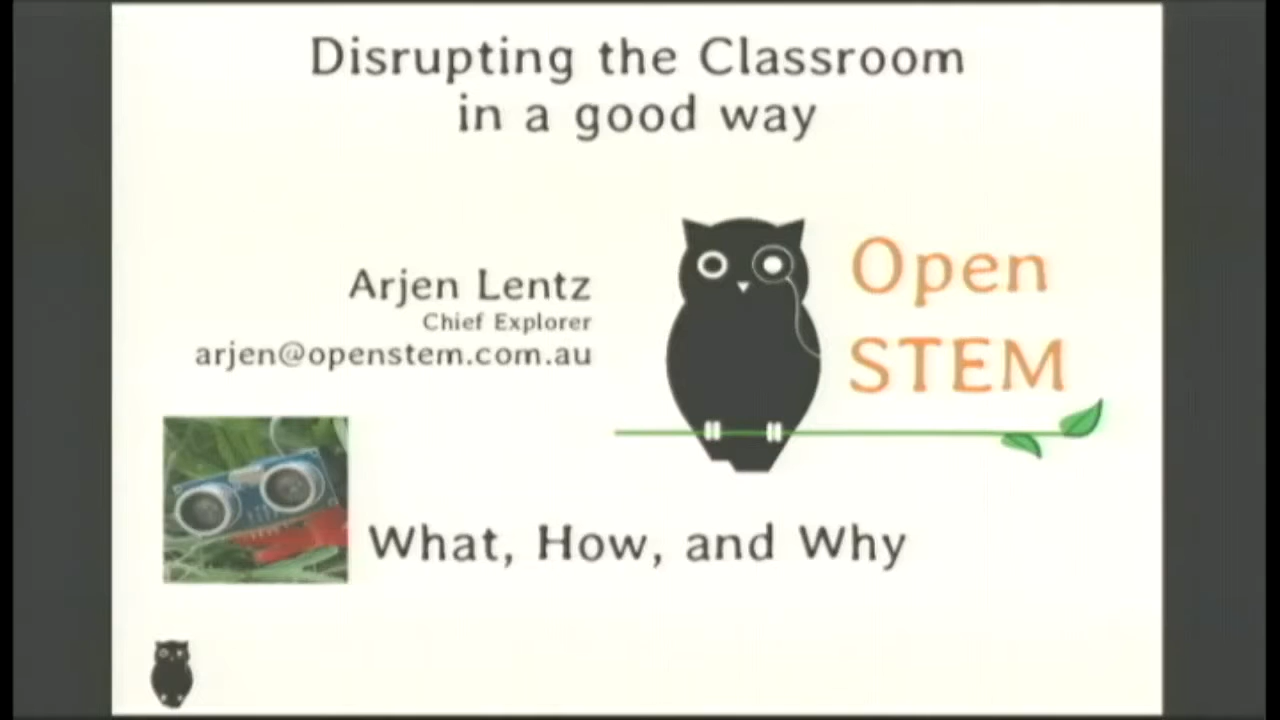 Disrupting the Classroom
in a good way
Arjen Lentz
Chief Explorer
arjen@openstem.com.au
Open
STEM
What, How, and Why